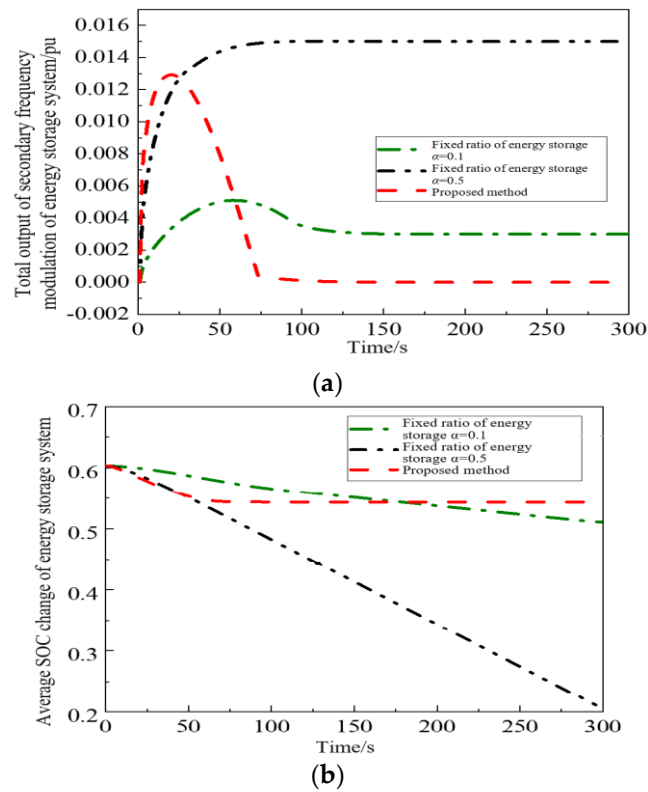 0.016
0.014
0.012
0.010
0.008
0.006
0.004
0.002
0.000
-0.002
Total output of secondary frequency
modulation of energy storage system/pu
Fixed ratio of energy storage
α=0.1
Fixed ratio of energy storage
α=0.5
Proposed method
0 50 100 150 200 250 300
Time/s
(a)
0.7
0.6
0.5
0.4
0.3
0.2
Average SOC change of energy storage system
Fixed ratio of energy
storage α=0.1
Fixed ratio of energy
storage α=0.5
Proposed method
0 50 100 150 200 250 300
Time/s
(b)